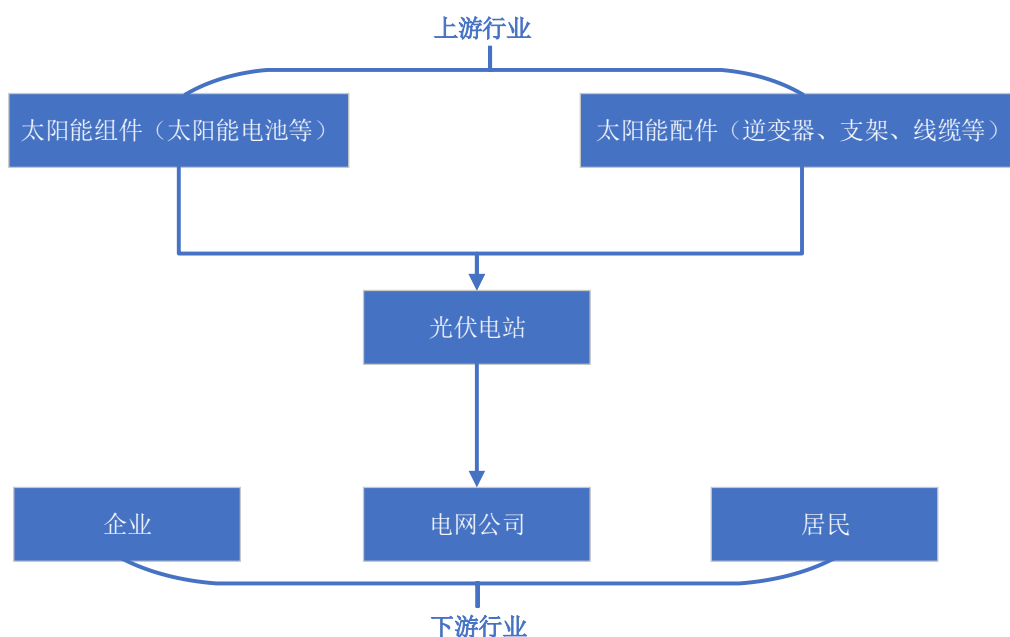 上游行业
太阳能组件（太阳能电池等）
太阳能配件（逆变器、支架、线缆等）
光伏电站
企业
电网公司
居民
下游行业